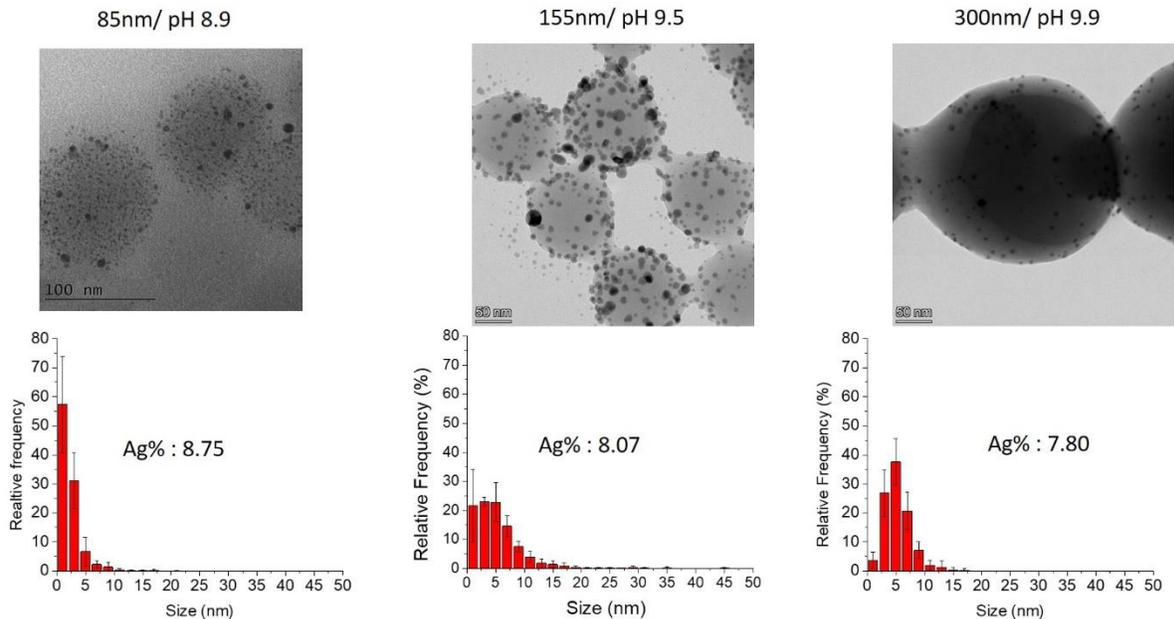 85nm/ pH 8.9
155nm/ pH 9.5
300nm/ pH 9.9
100 nm
50 nm
50 nm
Realtive frequency
80
70
60
50
40
30
20
10
0
Ag% : 8.75
0 5 10 15 20 25 30 35 40 45 50
Size (nm)
Relative Frequency (%)
80
70
60
50
40
30
20
10
0
Ag% : 8.07
0 5 10 15 20 25 30 35 40 45 50
Size (nm)
Relative Frequency (%)
80
70
60
50
40
30
20
10
0
Ag% : 7.80
0 5 10 15 20 25 30 35 40 45 50
Size (nm)